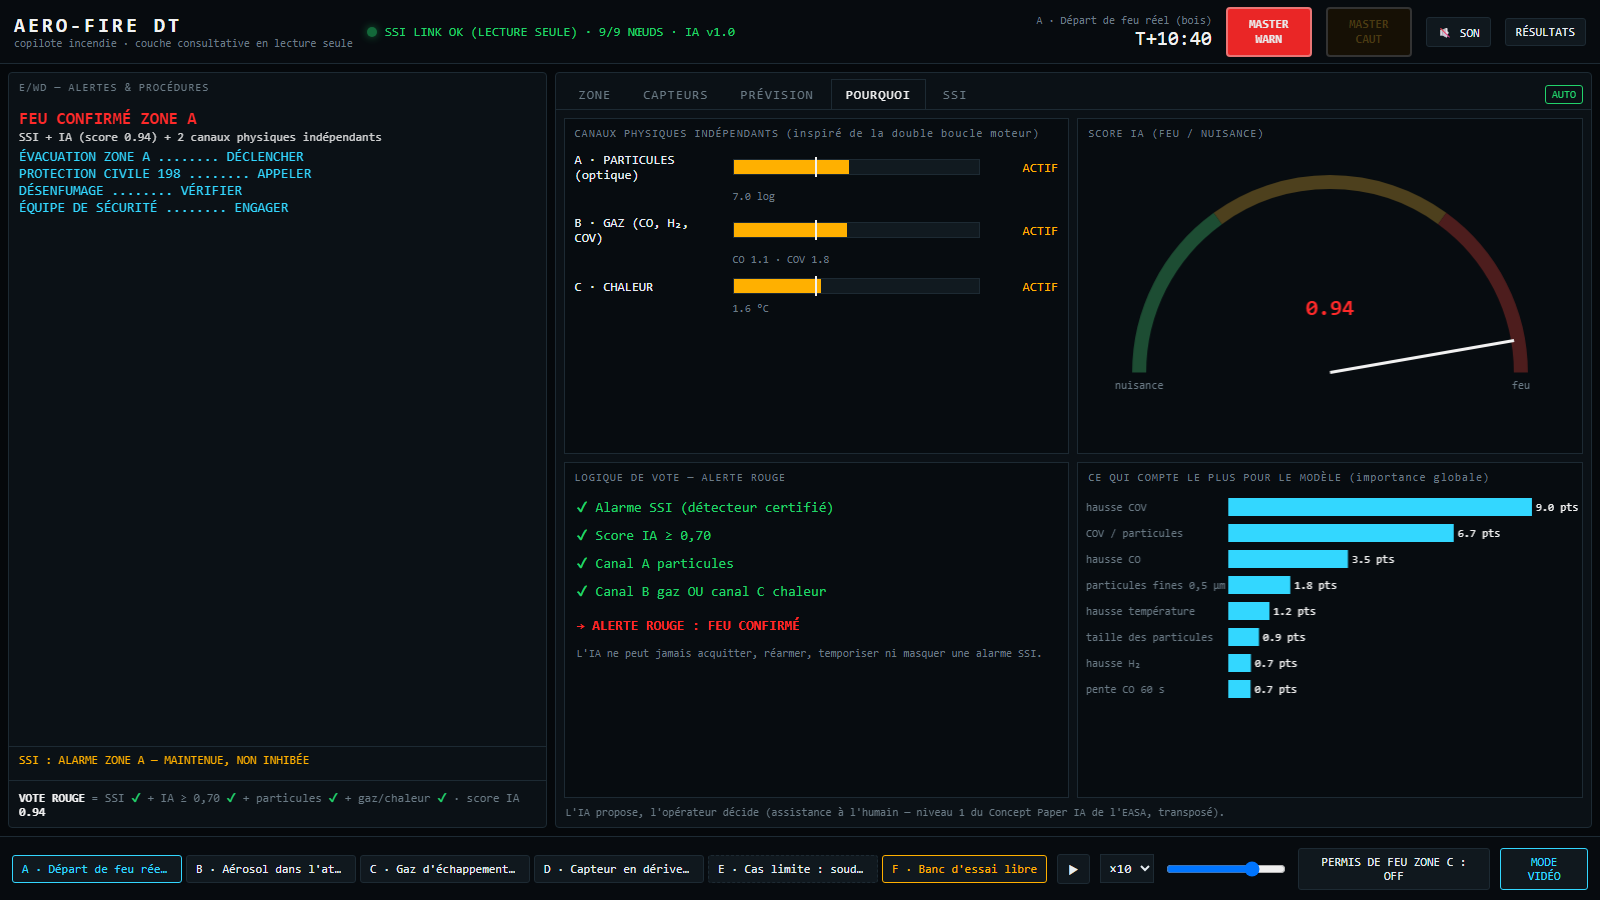 AERO-FIRE DT
copilote incendie · couche consultative en lecture seule
SSI LINK OK (LECTURE SEULE) · 9/9 NŒUDS · IA v1.0
A · Départ de feu réel (bois)
T+10:40
MASTER
WARN
MASTER
CAUT
SON
RÉSULTATS
E/WD — ALERTES & PROCÉDURES
FEU CONFIRMÉ ZONE A
SSI + IA (score 0.94) + 2 canaux physiques indépendants
ÉVACUATION ZONE A ........ DÉCLENCHER
PROTECTION CIVILE 198 ........ APPELER
DÉSENFUMAGE ........ VÉRIFIER
ÉQUIPE DE SÉCURITÉ ........ ENGAGER
SSI : ALARME ZONE A — MAINTENUE, NON INHIBÉE
VOTE ROUGE = SSI ✓ + IA ≥ 0,70 ✓ + particules ✓ + gaz/chaleur ✓ · score IA
0.94
ZONE
CAPTEURS
PRÉVISION
POURQUOI
SSI
AUTO
CANAUX PHYSIQUES INDÉPENDANTS (inspiré de la double boucle moteur)
A · PARTICULES
(optique)
ACTIF
7.0 log
B · GAZ (CO, H₂,
COV)
ACTIF
CO 1.1 · COV 1.8
C · CHALEUR
ACTIF
1.6 °C
SCORE IA (FEU / NUISANCE)
0.94
nuisance
feu
LOGIQUE DE VOTE — ALERTE ROUGE
✓ Alarme SSI (détecteur certifié)
✓ Score IA ≥ 0,70
✓ Canal A particules
✓ Canal B gaz OU canal C chaleur
→ ALERTE ROUGE : FEU CONFIRMÉ
L'IA ne peut jamais acquitter, réarmer, temporiser ni masquer une alarme SSI.
CE QUI COMPTE LE PLUS POUR LE MODÈLE (importance globale)
hausse COV 9.0 pts
COV / particules 6.7 pts
hausse CO 3.5 pts
particules fines 0,5 µm 1.8 pts
hausse température 1.2 pts
taille des particules 0.9 pts
hausse H₂ 0.7 pts
pente CO 60 s 0.7 pts
L'IA propose, l'opérateur décide (assistance à l'humain — niveau 1 du Concept Paper IA de l'EASA, transposé).
A · Départ de feu rée…
B · Aérosol dans l'at…
C · Gaz d'échappement…
D · Capteur en dérive…
E · Cas limite : soud…
F · Banc d'essai libre
x10
PERMIS DE FEU ZONE C :
OFF
MODE
VIDÉO